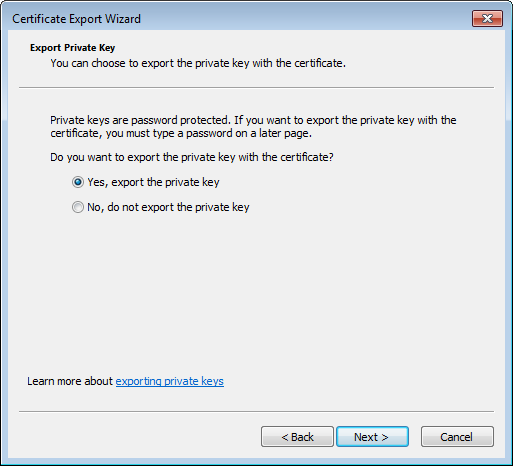 Certificate Export Wizard
Export Private Key
You can choose to export the private key with the certificate.
Private keys are password protected. If you want to export the private key with the
certificate, you must type a password on a later page.
Do you want to export the private key with the certificate?
Yes, export the private key
No, do not export the private key
Learn more about exporting private keys
< Back
Next >
Cancel